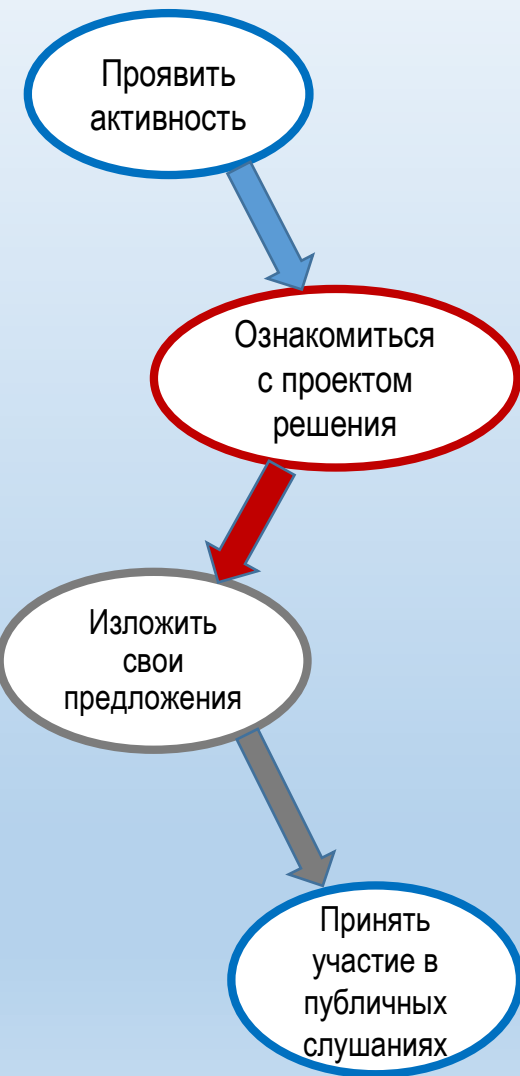 Проявить
активность
Ознакомиться
с проектом
решения
Изложить
свои
предложения
Принять
участие в
публичных
слушаниях